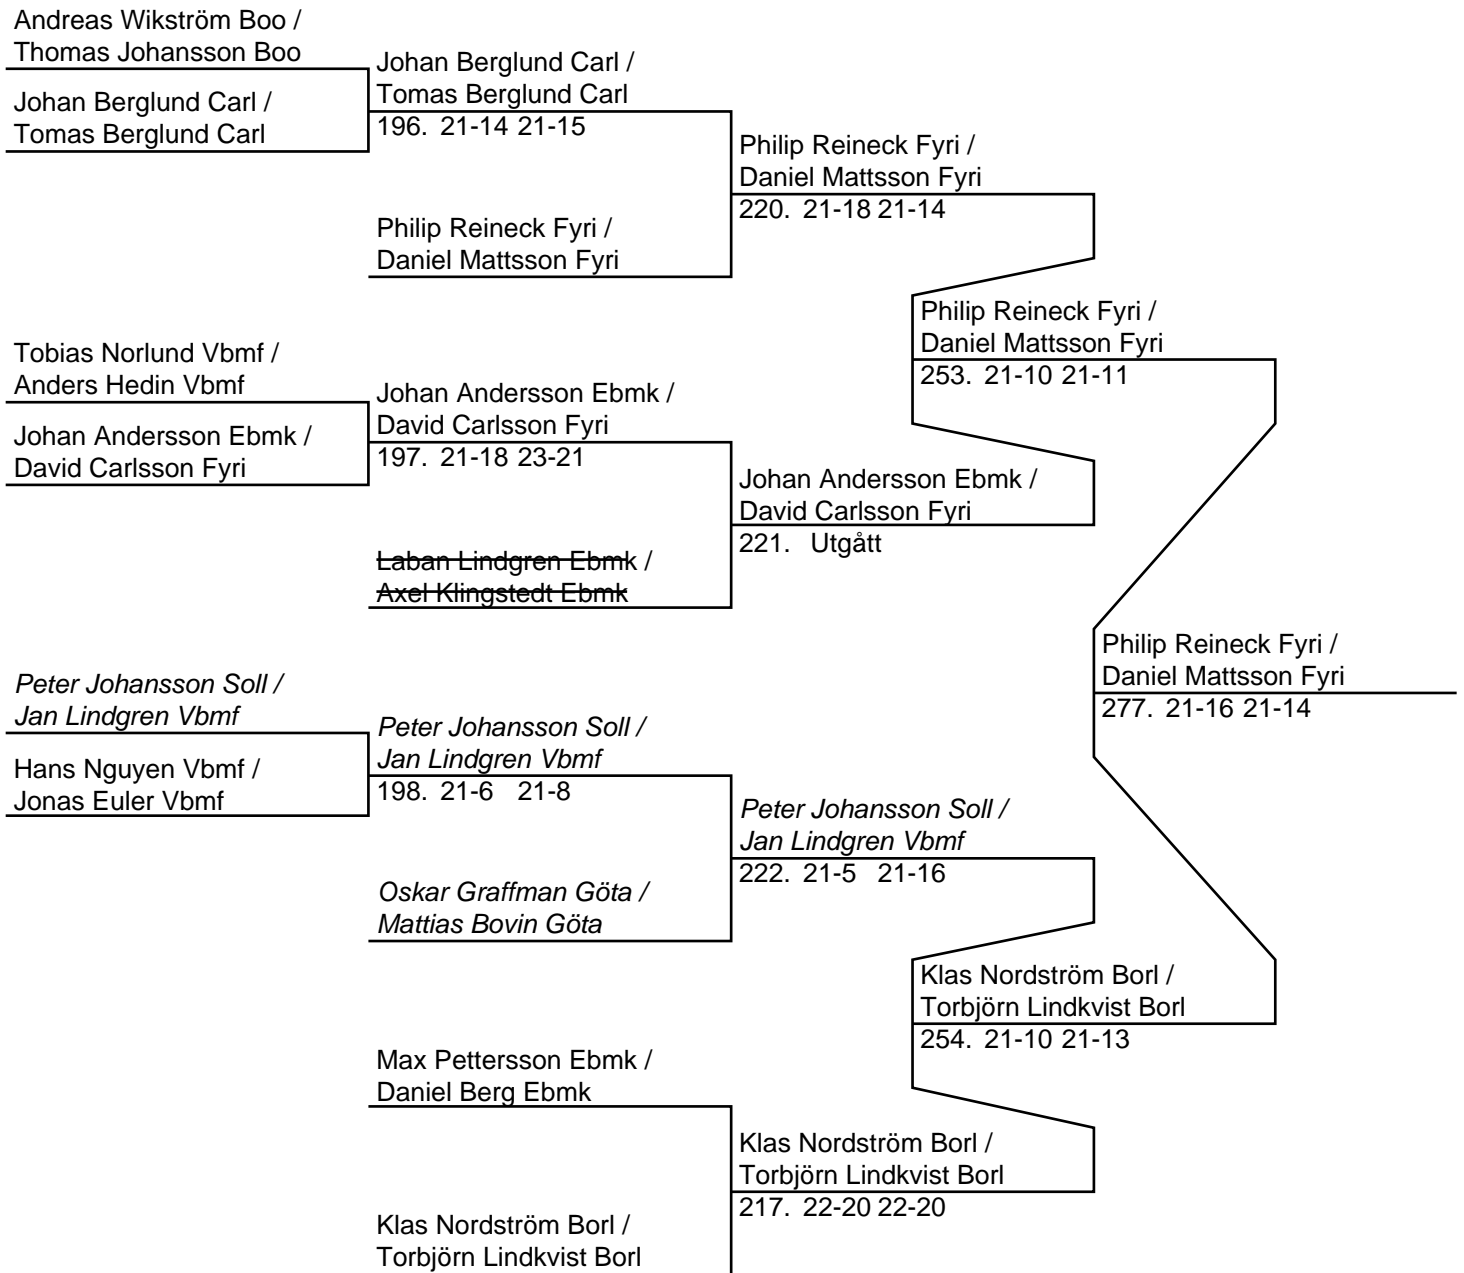 Andreas Wikström Boo /
Thomas Johansson Boo
Johan Berglund Carl /
Tomas Berglund Carl
Johan Berglund Carl /
Tomas Berglund Carl
196. 21-14 21-15
Philip Reineck Fyri /
Daniel Mattsson Fyri
Philip Reineck Fyri /
Daniel Mattsson Fyri
220. 21-18 21-14
Tobias Norlund Vbmf /
Anders Hedin Vbmf
Johan Andersson Ebmk /
David Carlsson Fyri
Johan Andersson Ebmk /
David Carlsson Fyri
197. 21-18 23-21
Laban Lindgren Ebmk /
Axel Klingstedt Ebmk
Johan Andersson Ebmk /
David Carlsson Fyri
221. Utgått
Philip Reineck Fyri /
Daniel Mattsson Fyri
253. 21-10 21-11
Peter Johansson Soll /
Jan Lindgren Vbmf
Hans Nguyen Vbmf /
Jonas Euler Vbmf
Peter Johansson Soll /
Jan Lindgren Vbmf
198. 21-6 21-8
Oskar Graffman Göta /
Mattias Bovin Göta
Peter Johansson Soll /
Jan Lindgren Vbmf
222. 21-5 21-16
Max Pettersson Ebmk /
Daniel Berg Ebmk
Klas Nordström Borl /
Torbjörn Lindkvist Borl
Klas Nordström Borl /
Torbjörn Lindkvist Borl
217. 22-20 22-20
Klas Nordström Borl /
Torbjörn Lindkvist Borl
254. 21-10 21-13
Philip Reineck Fyri /
Daniel Mattsson Fyri
277. 21-16 21-14